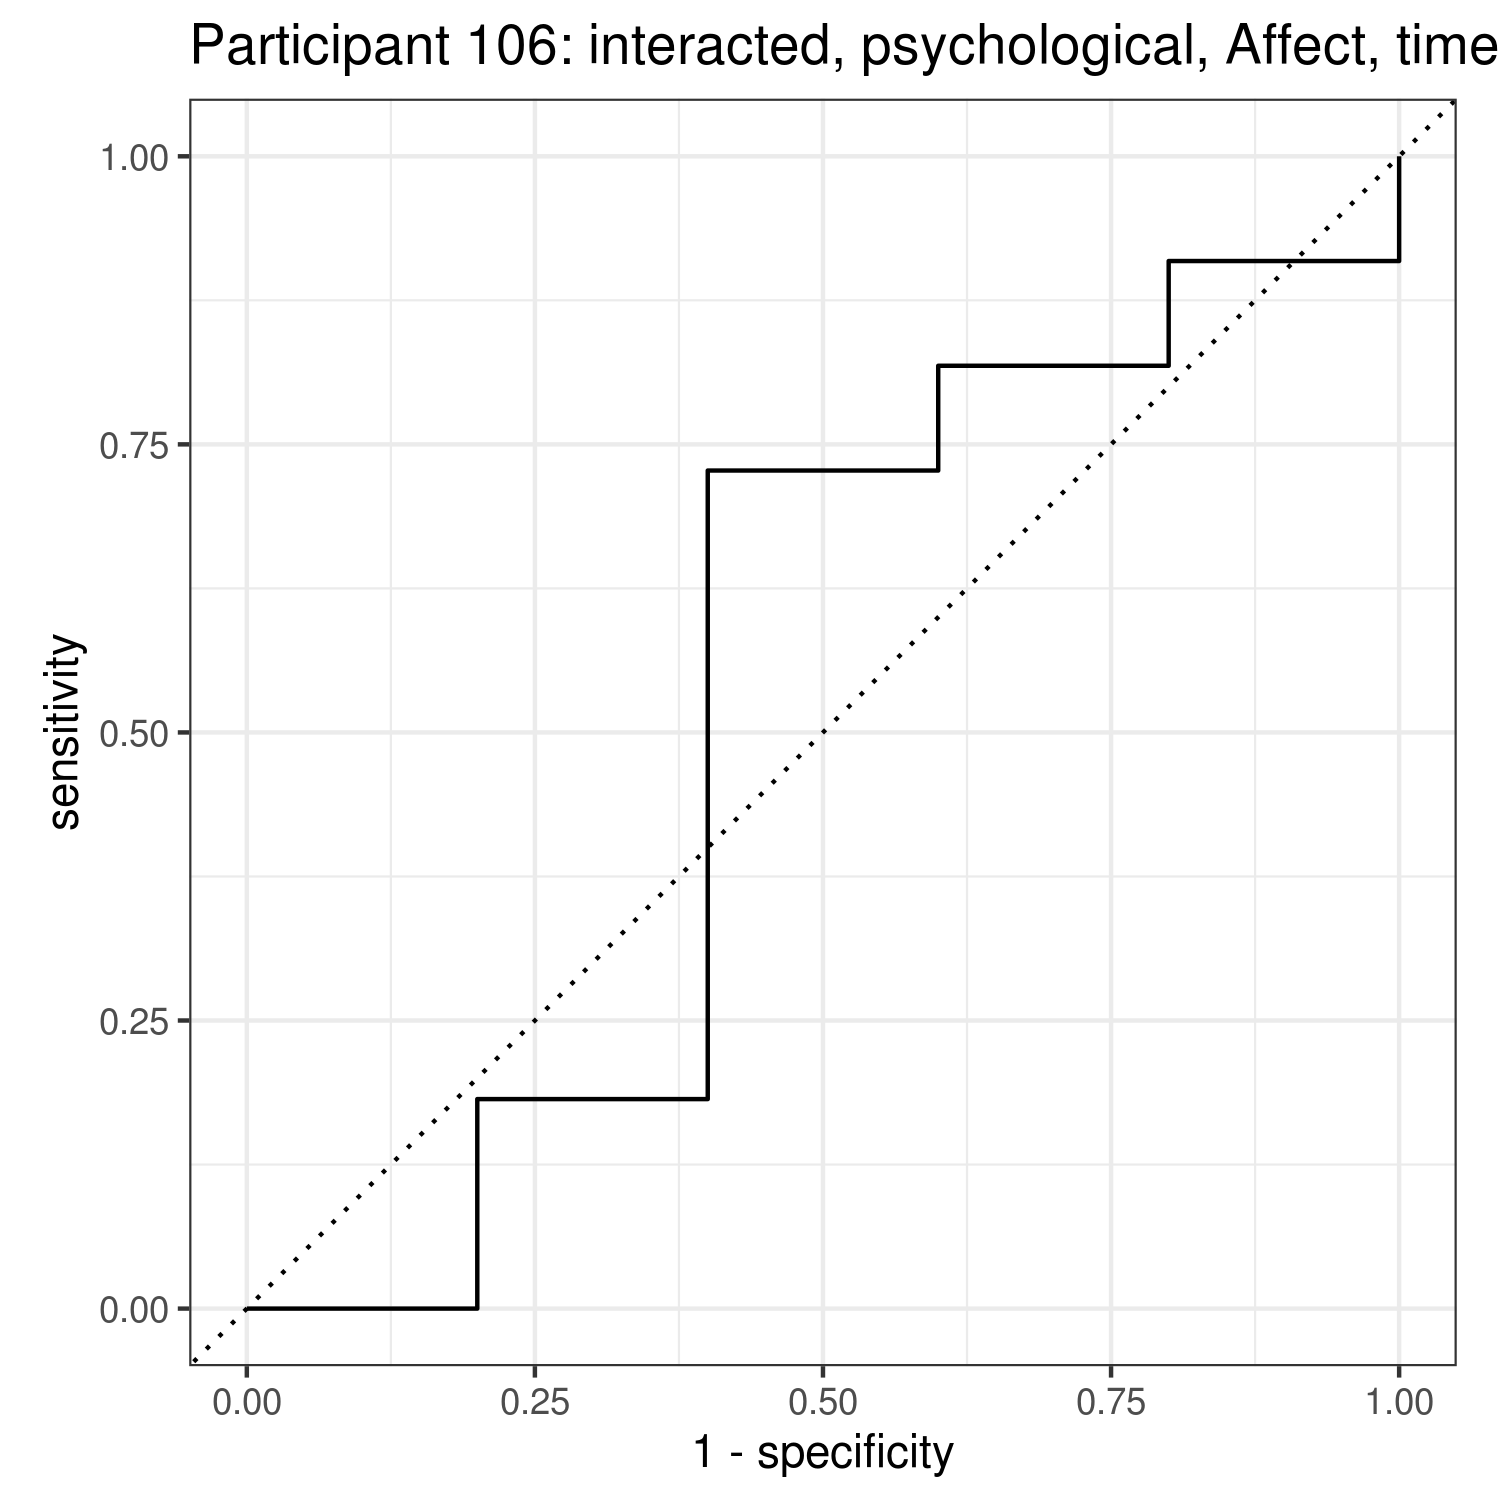 Participant 106: interacted, psychological, Affect, time
1.00
0.75
0.50
0.25
0.00
sensitivity
0.00 0.25 0.50 0.75 1.00
1 - specificity